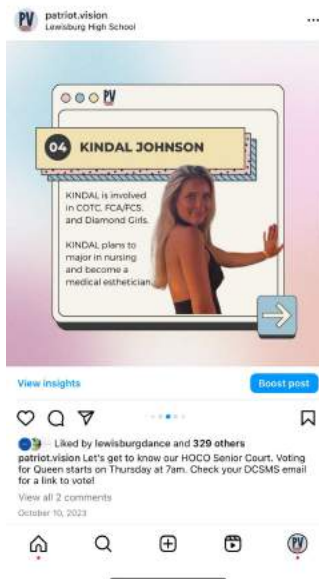 patriot.vision
Lewisburg High School
PV
04 KINDAL JOHNSON
KINDAL is involved
in COTC, FCA/FCS,
and Diamond Girls.
KINDAL plans to
major in nursing
and become a
medical esthetician.
View insights
Boost post
Liked by lewisburgdance and 329 others
patriot.vision Let's get to know our HOCO Senior Court. Voting
for Queen starts on Thursday at 7am. Check your DCSMS email
for a link to vote!
View all 2 comments
October 10, 2023